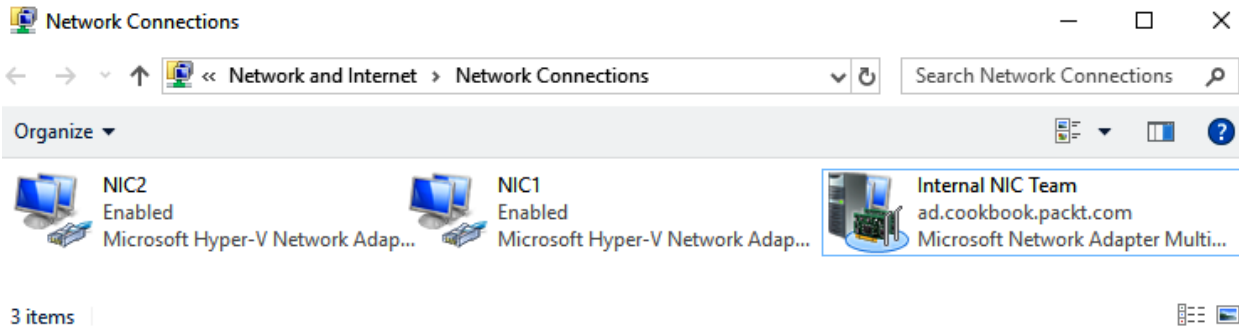 Network Connections
« Network and Internet > Network Connections
Search Network Connections
Organize
?
NIC2
Enabled
Microsoft Hyper-V Network Adap...
NIC1
Enabled
Microsoft Hyper-V Network Adap...
Internal NIC Team
ad.cookbook.packt.com
Microsoft Network Adapter Multi...
3 items